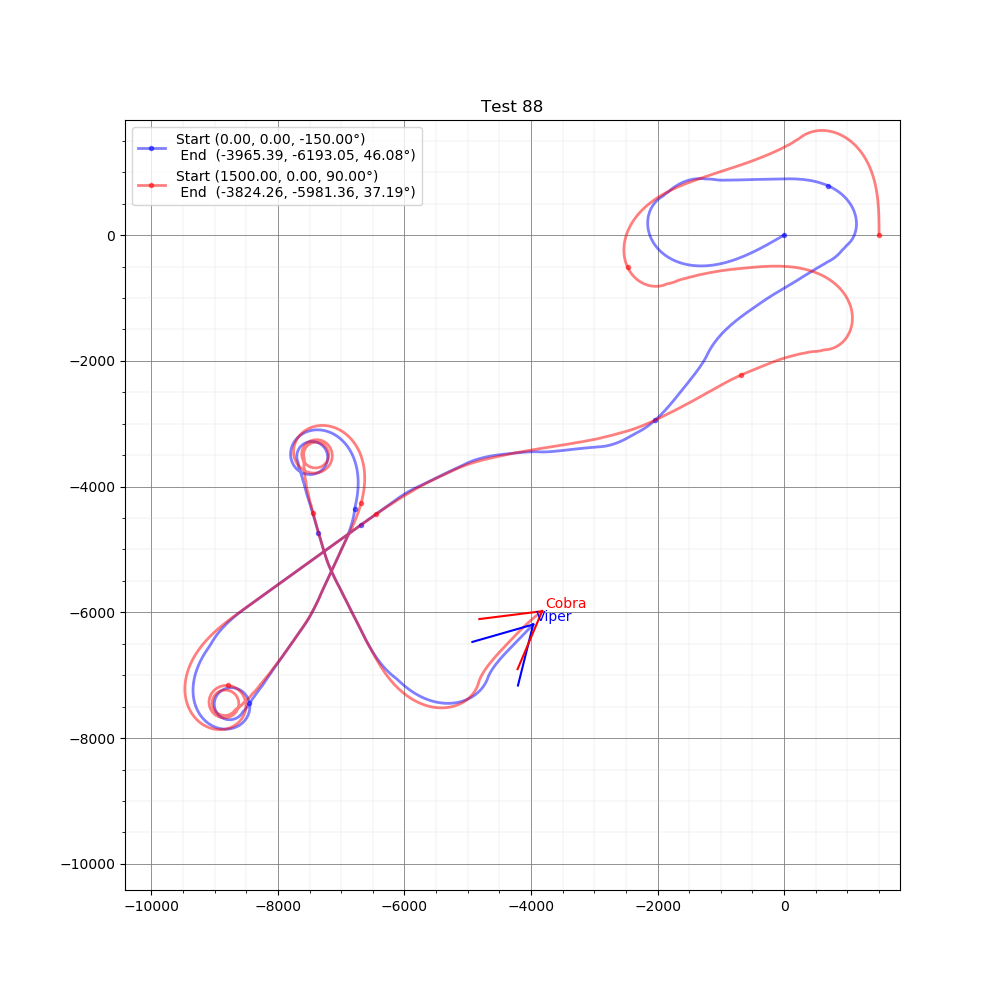 Test 88
Start (0.00, 0.00, -150.00°)
End (-3965.39, -6193.05, 46.08°)
Start (1500.00, 0.00, 90.00°)
End (-3824.26, -5981.36, 37.19°)
0
−2000
−4000
−6000
−8000
−10000
Cobra
Viper
−10000 −8000 −6000 −4000 −2000 0